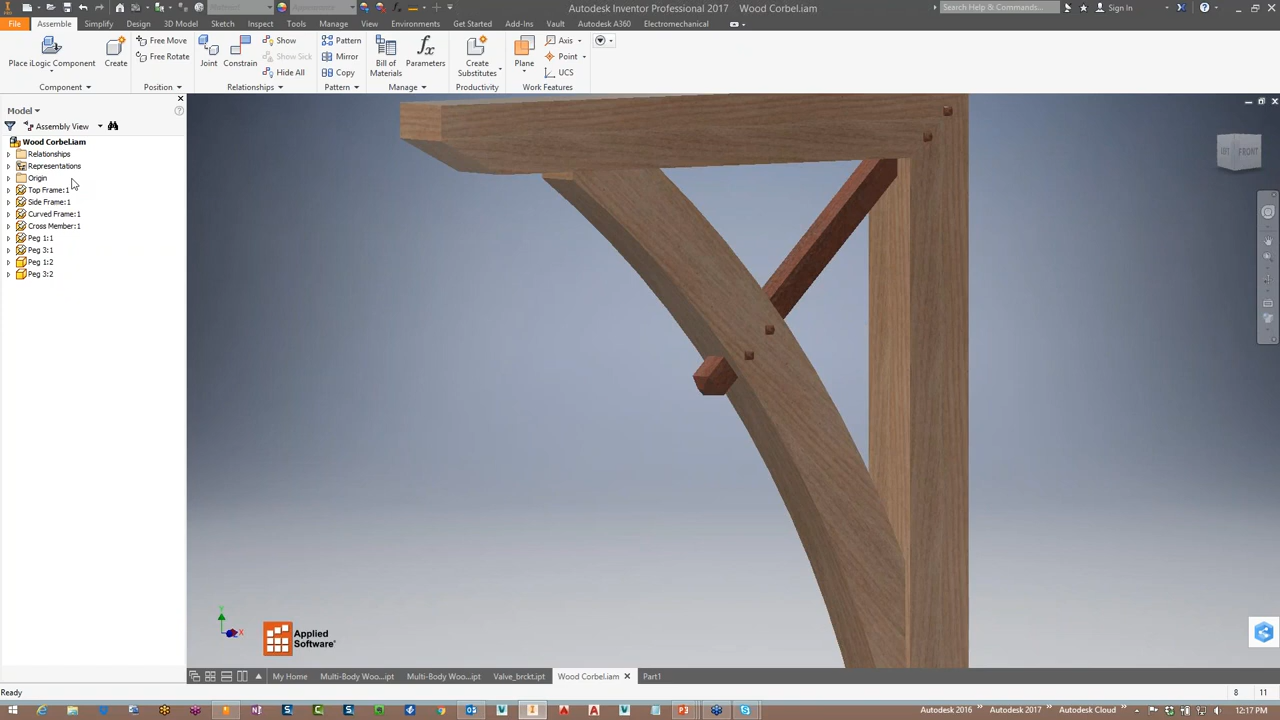 Autodesk Inventor Professional 2017 Wood Corbel.iam
Search Help & Commands...
Sign In
File Assemble Simplify Design 3D Model Sketch Inspect Tools Manage View Environments Get Started Add-Ins Vault Autodesk A360 Electromechanical
Place iLogic Component
Create
Free Move
Free Rotate
Joint
Constrain
Show
Show Sick
Hide All
Pattern
Mirror
Copy
Bill of Materials
Parameters
Create Substitutes
Plane
Axis
Point
UCS
Component
Position
Relationships
Pattern
Manage
Productivity
Work Features
Model
Assembly View
Wood Corbel.iam
Relationships
Representations
Origin
Top Frame:1
Side Frame:1
Curved Frame:1
Cross Member:1
Peg 1:1
Peg 3:1
Peg 1:2
Peg 3:2
FRONT
Y
X
Applied
Software®
My Home Multi-Body Woo...ipt Multi-Body Woo...ipt Valve_brckt.ipt Wood Corbel.iam Part1
Ready
8 11
Autodesk 2016 Autodesk 2017 Autodesk Cloud 12:17 PM